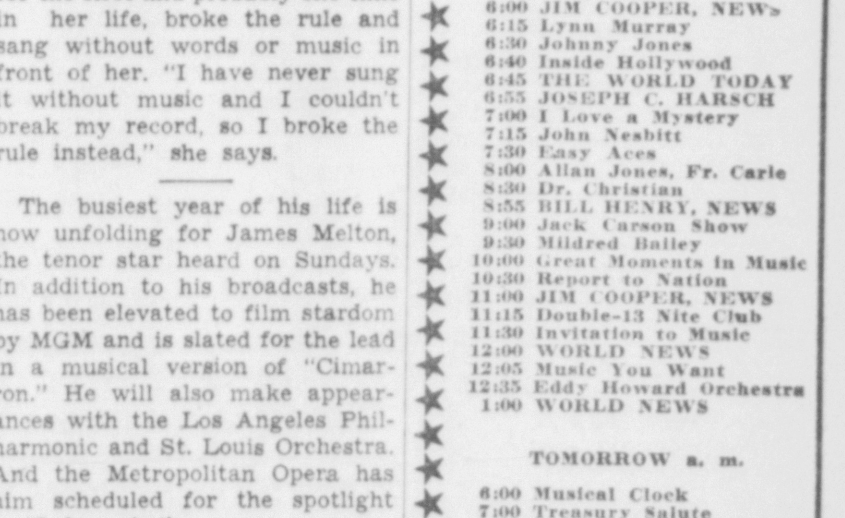 her life, broke the rule and
sang without words or music in
front of her. "I have never sung
it without music and I couldn't
break my record, so I broke the
rule instead," she says.
The busiest year of his life is
now unfolding for James Melton,
the tenor star heard on Sundays.
In addition to his broadcasts, he
has been elevated to film stardom
by MGM and is slated for the lead
in a musical version of "Cimar-
ron." He will also make appear-
ances with the Los Angeles Phil-
harmonic and St. Louis Orchestra.
And the Metropolitan Opera has
him scheduled for the spotlight
6:00 JIM COOPER, NEWS
6:15 Lynn Murray
6:30 Johnny Jones
6:40 Inside Hollywood
6:45 THE WORLD TODAY
6:55 JOSEPH C. HARSCH
7:00 I Love a Mystery
7:15 John Nesbitt
7:30 Easy Aces
8:00 Allan Jones, Fr. Carle
8:30 Dr. Christian
8:55 BILL HENRY, NEWS
9:00 Jack Carson Show
9:30 Mildred Bailey
10:00 Great Moments in Music
10:30 Report to Nation
11:00 JIM COOPER, NEWS
11:15 Double-13 Nite Club
11:30 Invitation to Music
12:00 WORLD NEWS
12:05 Music You Want
12:35 Eddy Howard Orchestra
1:00 WORLD NEWS
TOMORROW a. m.
6:00 Musical Clock
7:00 Treasury Salute